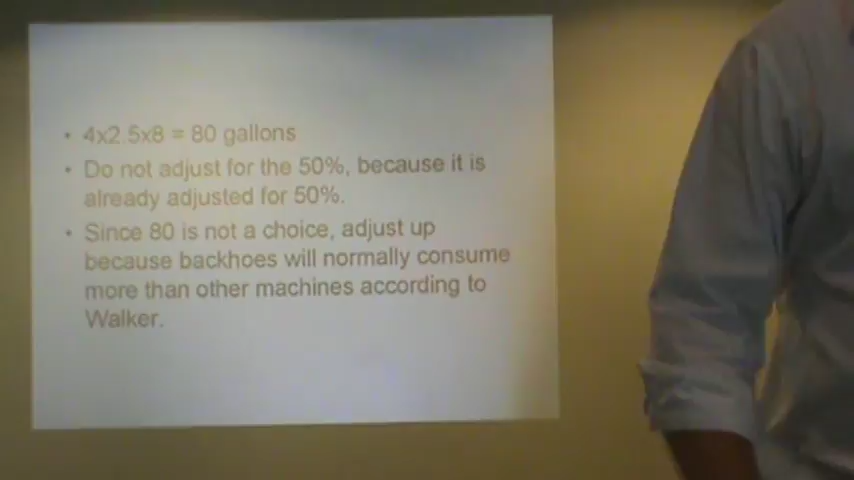 • 4x2.5x8 = 80 gallons
• Do not adjust for the 50%, because it is
already adjusted for 50%.
• Since 80 is not a choice, adjust up
because backhoes will normally consume
more than other machines according to
Walker.